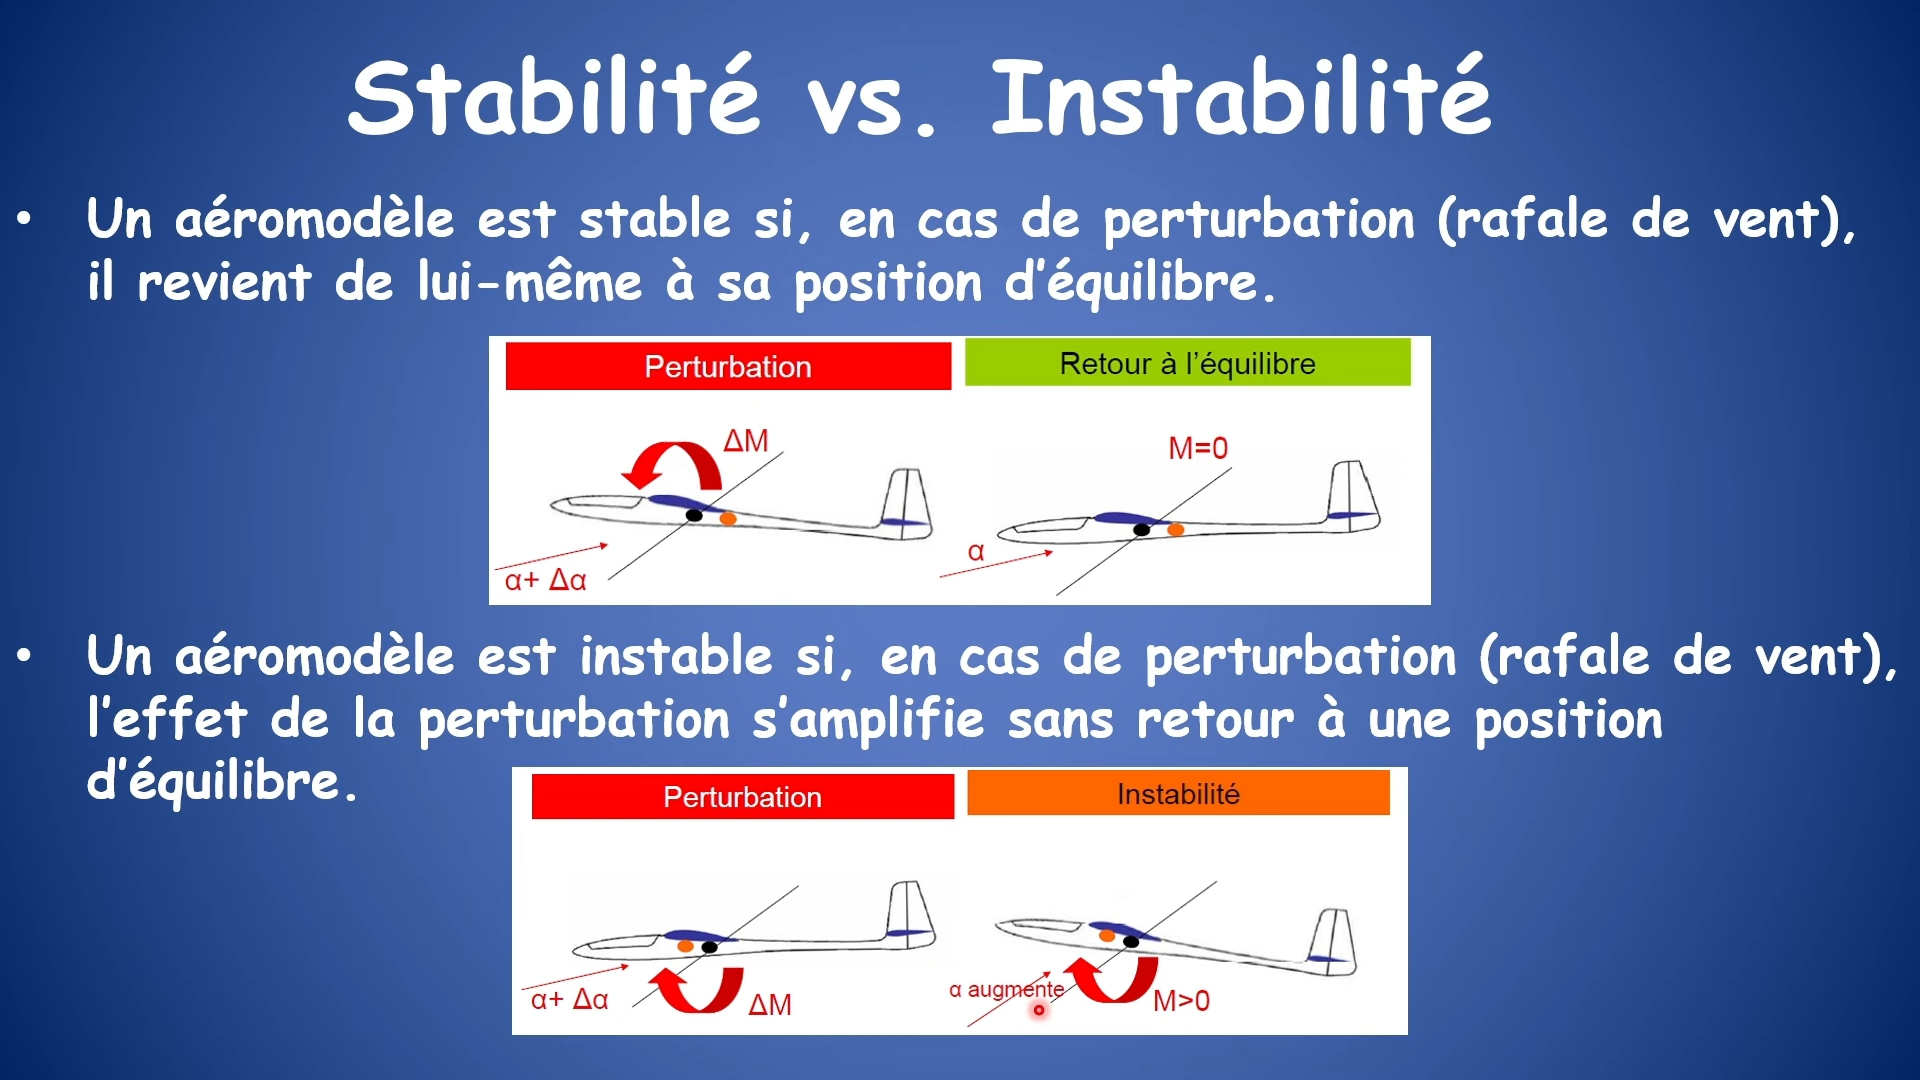 Stabilité vs. Instabilité
• Un aéromodèle est stable si, en cas de perturbation (rafale de vent),
il revient de lui-même à sa position d'équilibre.
Perturbation
Retour à l’équilibre
ΔM
M=0
α
α+ Δα
• Un aéromodèle est instable si, en cas de perturbation (rafale de vent),
l'effet de la perturbation s'amplifie sans retour à une position
d'équilibre.
Perturbation
Instabilité
α+ Δα
ΔM
α augmente
M>0